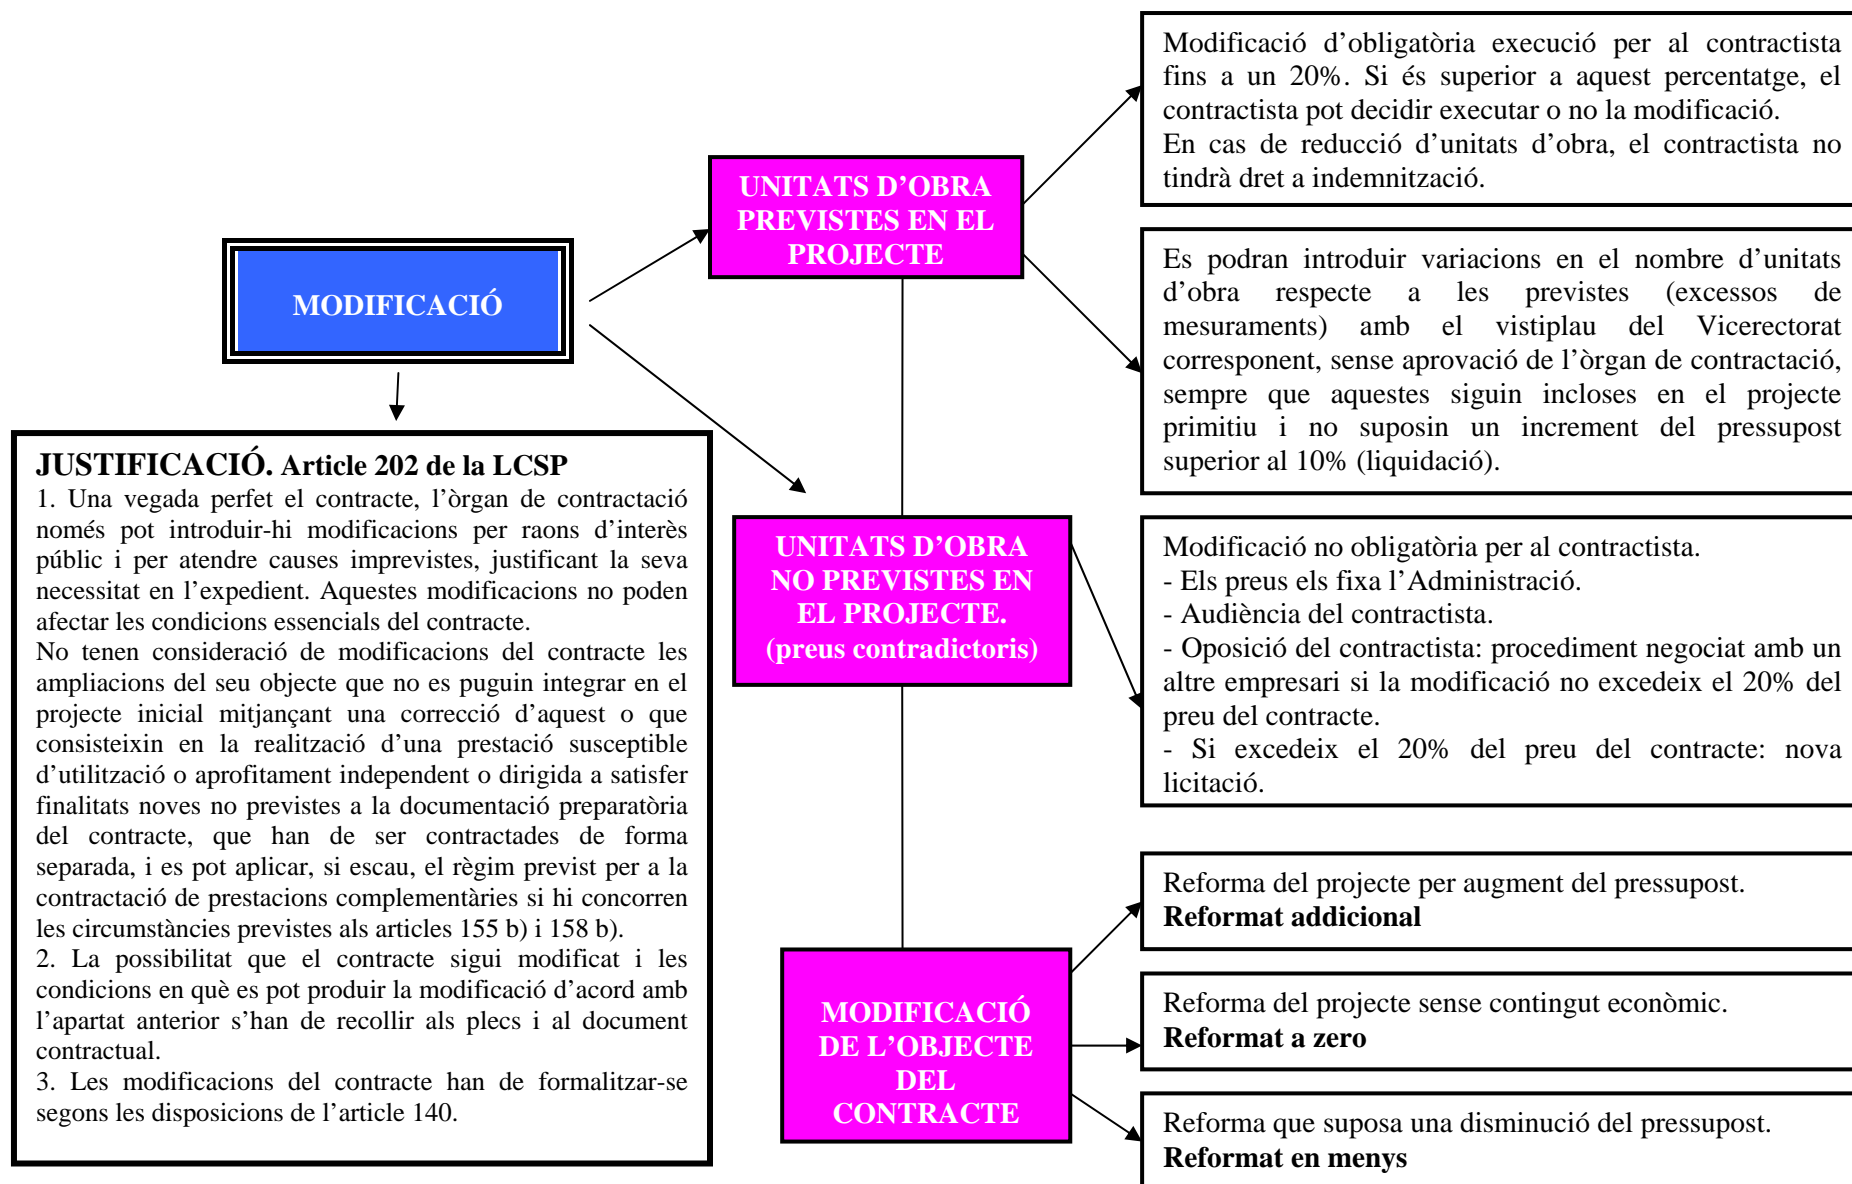 MODIFICACIÓ
JUSTIFICACIÓ. Article 202 de la LCSP
1. Una vegada perfet el contracte, l’òrgan de contractació
només pot introduir-hi modificacions per raons d’interès
públic i per atendre causes imprevistes, justificant la seva
necessitat en l’expedient. Aquestes modificacions no poden
afectar les condicions essencials del contracte.
No tenen consideració de modificacions del contracte les
ampliacions del seu objecte que no es puguin integrar en el
projecte inicial mitjançant una correcció d’aquest o que
consisteixin en la realització d’una prestació susceptible
d’utilització o aprofitament independent o dirigida a satisfer
finalitats noves no previstes a la documentació preparatòria
del contracte, que han de ser contractades de forma
separada, i es pot aplicar, si escau, el règim previst per a la
contractació de prestacions complementàries si hi concorren
les circumstàncies previstes als articles 155 b) i 158 b).
2. La possibilitat que el contracte sigui modificat i les
condicions en què es pot produir la modificació d’acord amb
l’apartat anterior s’han de recollir als plecs i al document
contractual.
3. Les modificacions del contracte han de formalitzar-se
segons les disposicions de l’article 140.
UNITATS D’OBRA
PREVISTES EN EL
PROJECTE
Modificació d’obligatòria execució per al contractista
fins a un 20%. Si és superior a aquest percentatge, el
contractista pot decidir executar o no la modificació.
En cas de reducció d’unitats d’obra, el contractista no
tindrà dret a indemnització.
Es podran introduir variacions en el nombre d’unitats
d’obra respecte a les previstes (excessos de
mesuraments) amb el vistiplau del Vicerectorat
corresponent, sense aprovació de l’òrgan de contractació,
sempre que aquestes siguin incloses en el projecte
primitiu i no suposin un increment del pressupost
superior al 10% (liquidació).
UNITATS D’OBRA
NO PREVISTES EN
EL PROJECTE.
(preus contradictoris)
Modificació no obligatòria per al contractista.
- Els preus els fixa l’Administració.
- Audiència del contractista.
- Oposició del contractista: procediment negociat amb un
altre empresari si la modificació no excedeix el 20% del
preu del contracte.
- Si excedeix el 20% del preu del contracte: nova
licitació.
MODIFICACIÓ
DE L’OBJECTE
DEL
CONTRACTE
Reforma del projecte per augment del pressupost.
Reformat addicional
Reforma del projecte sense contingut econòmic.
Reformat a zero
Reforma que suposa una disminució del pressupost.
Reformat en menys